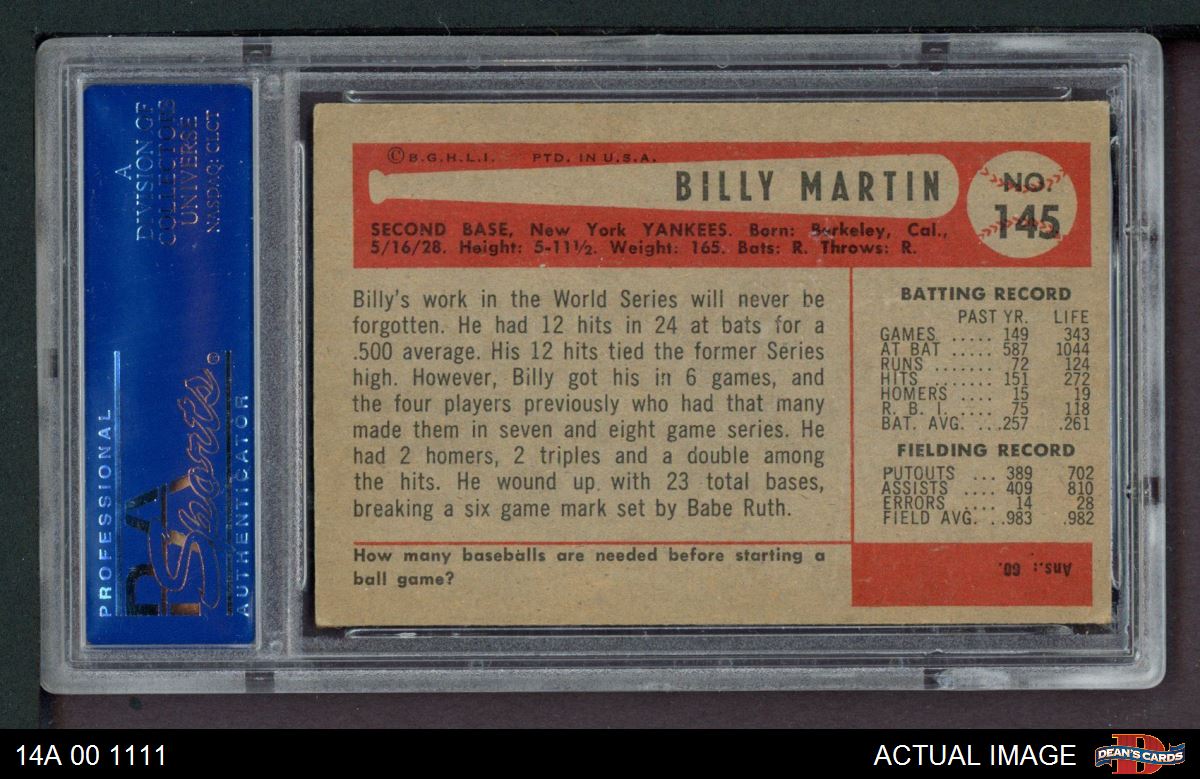 A
DIVISION OF
COLLECTORS
UNIVERSE
NASDAQ: CLCT
PROFESSIONAL
PSA
Sports®
AUTHENTICATOR
© B.G.H.L.I. PTD. IN U.S.A.
BILLY MARTIN
NO.
145
SECOND BASE, New York YANKEES. Born: Berkeley, Cal.,
5/16/28. Height: 5-11½. Weight: 165. Bats: R. Throws: R.
Billy's work in the World Series will never be
forgotten. He had 12 hits in 24 at bats for a
.500 average. His 12 hits tied the former Series
high. However, Billy got his in 6 games, and
the four players previously who had that many
made them in seven and eight game series. He
had 2 homers, 2 triples and a double among
the hits. He wound up with 23 total bases,
breaking a six game mark set by Babe Ruth.
BATTING RECORD
PAST YR. LIFE
GAMES ..... 149 343
AT BAT ..... 587 1044
RUNS ...... 72 124
HITS ....... 151 272
HOMERS .... 15 19
R. B. I. .... 75 118
BAT. AVG. ...257 .261
FIELDING RECORD
PUTOUTS ... 389 702
ASSISTS .... 409 810
ERRORS .... 14 28
FIELD AVG. ..983 .982
How many baseballs are needed before starting a
ball game?
Ans.: 60.
14A 00 1111
ACTUAL IMAGE
D
DEAN'S CARDS